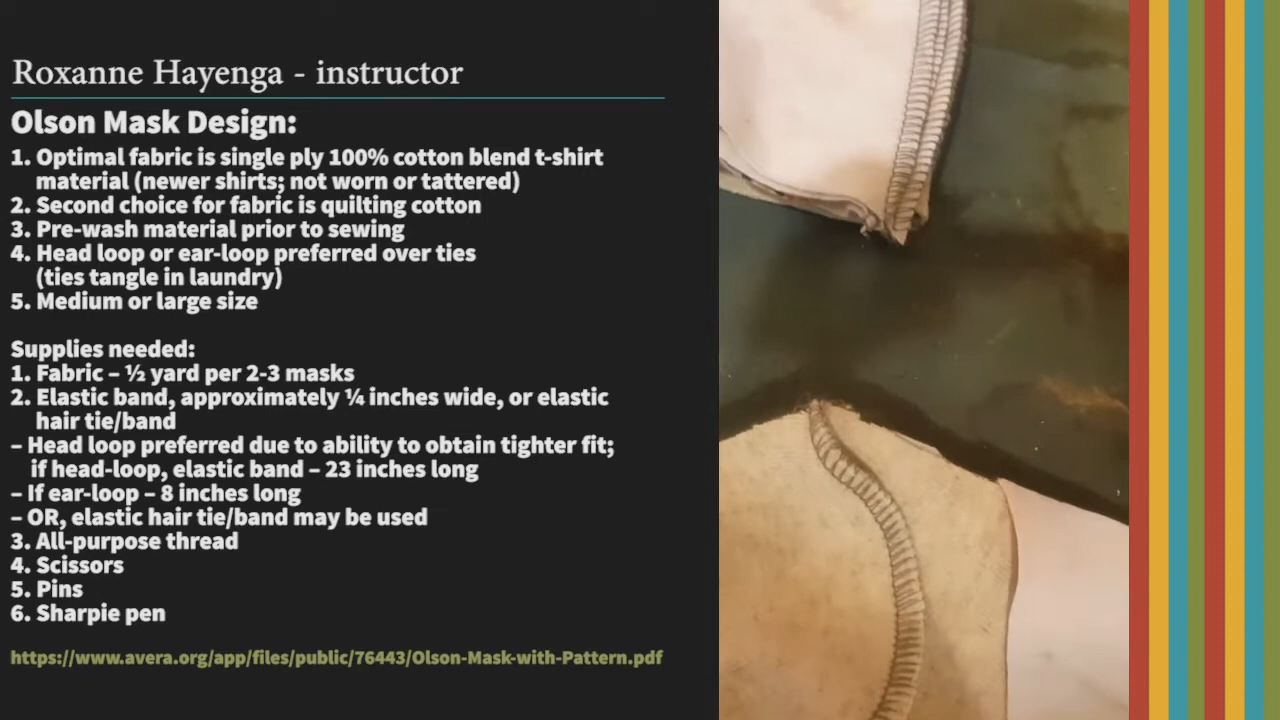 Roxanne Hayenga - instructor
Olson Mask Design:
1. Optimal fabric is single ply 100% cotton blend t-shirt
material (newer shirts; not worn or tattered)
2. Second choice for fabric is quilting cotton
3. Pre-wash material prior to sewing
4. Head loop or ear-loop preferred over ties
(ties tangle in laundry)
5. Medium or large size
Supplies needed:
1. Fabric – ½ yard per 2-3 masks
2. Elastic band, approximately ¼ inches wide, or elastic
hair tie/band
– Head loop preferred due to ability to obtain tighter fit;
if head-loop, elastic band – 23 inches long
– If ear-loop – 8 inches long
– OR, elastic hair tie/band may be used
3. All-purpose thread
4. Scissors
5. Pins
6. Sharpie pen
https://www.avera.org/app/files/public/76443/Olson-Mask-with-Pattern.pdf